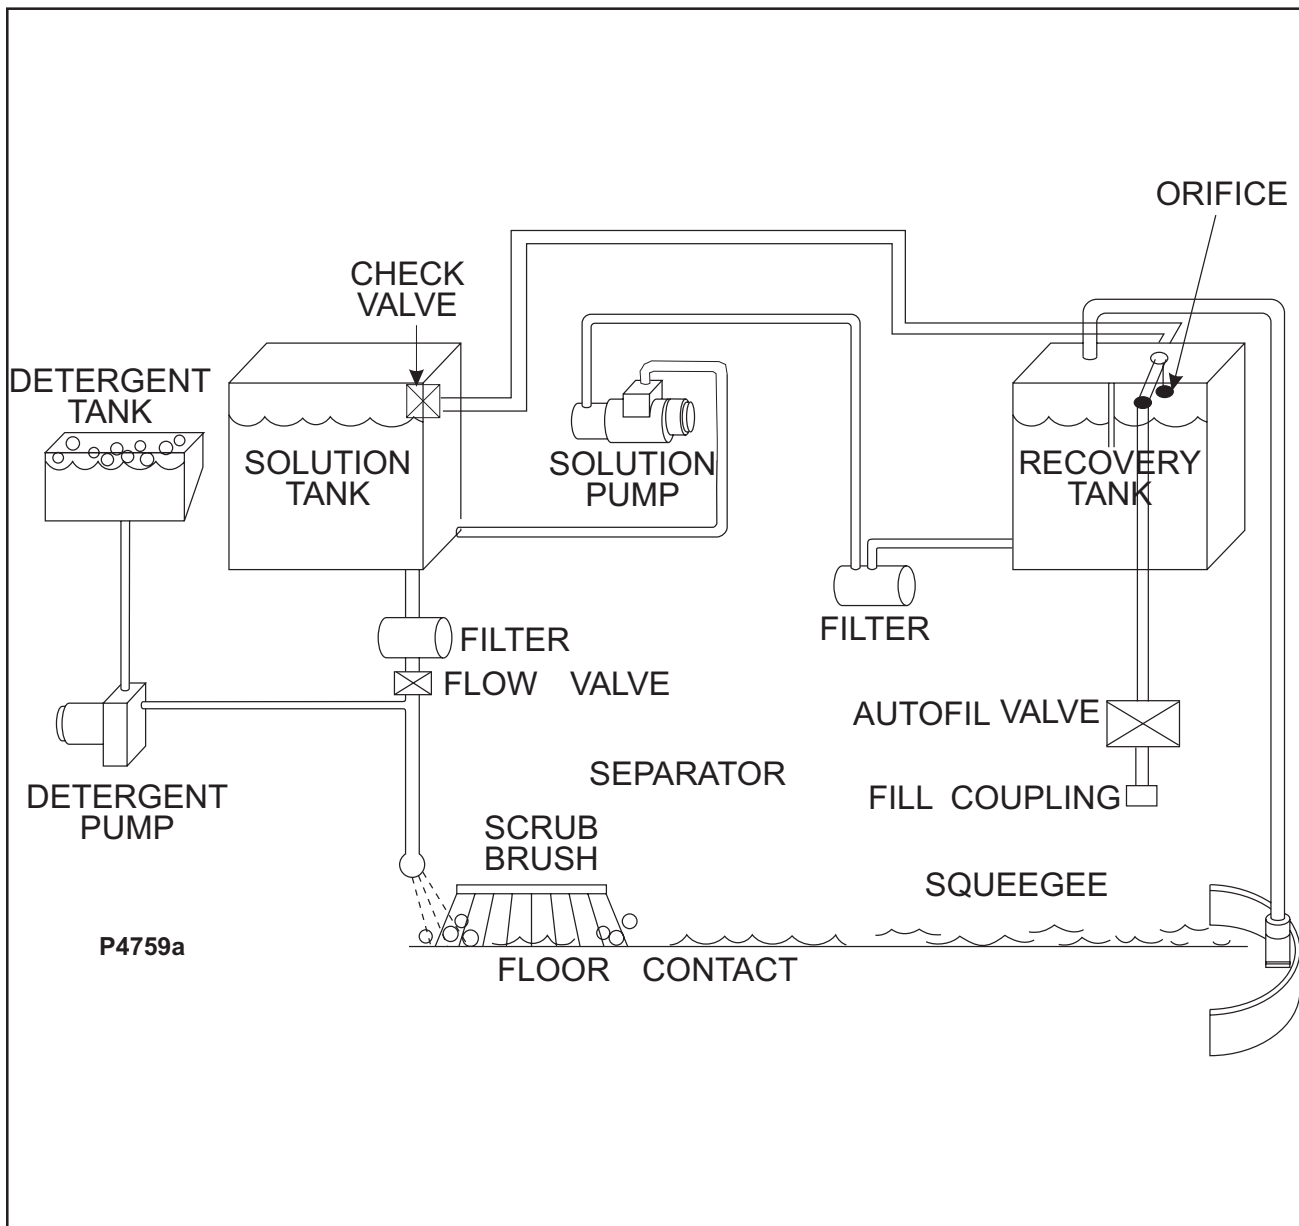 ORIFICE
CHECK
VALVE
DETERGENT
TANK
SOLUTION
TANK
SOLUTION
PUMP
RECOVERY
TANK
FILTER
FILTER
FLOW VALVE
AUTOFIL VALVE
SEPARATOR
DETERGENT
PUMP
FILL COUPLING
SCRUB
BRUSH
SQUEEGEE
P4759a
FLOOR CONTACT